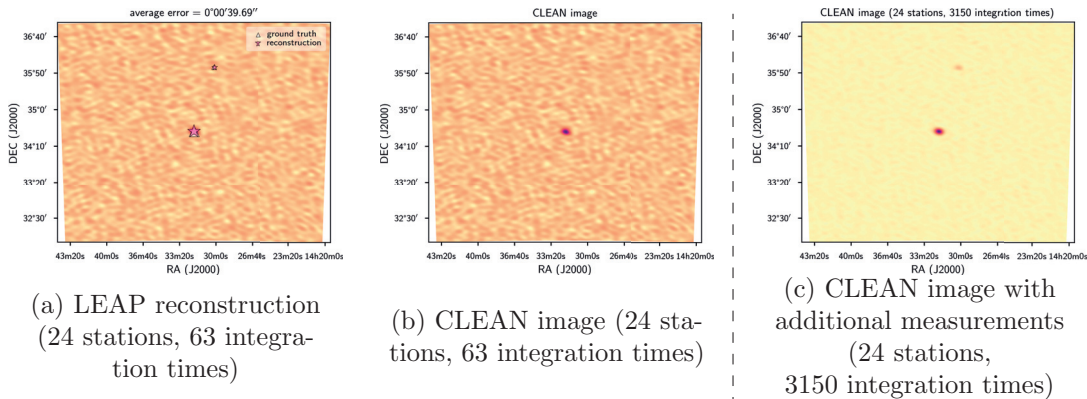 average error = 0°00′39.69″
ground truth
reconstruction
36°40′
35°50′
35°0′
34°10′
33°20′
32°30′
DEC (J2000)
43m20s 40m0s 36m40s 33m20s 30m0s 26m40s 23m20s 14h20m0s
RA (J2000)
(a) LEAP reconstruction
(24 stations, 63 integra-
tion times)
CLEAN image
36°40′
35°50′
35°0′
34°10′
33°20′
32°30′
DEC (J2000)
43m20s 40m0s 36m40s 33m20s 30m0s 26m40s 23m20s 14h20m0s
RA (J2000)
(b) CLEAN image (24 sta-
tions, 63 integration times)
CLEAN image (24 stations, 3150 integrtion times)
36°40′
35°50′
35°0′
34°10′
33°20′
32°30′
DEC (J2000)
43m20s 40m0s 36m40s 33m20s 30m0s 26m40s 23m20s 14h20m0s
RA (J2000)
(c) CLEAN image with
additional measurements
(24 stations,
3150 integration times)